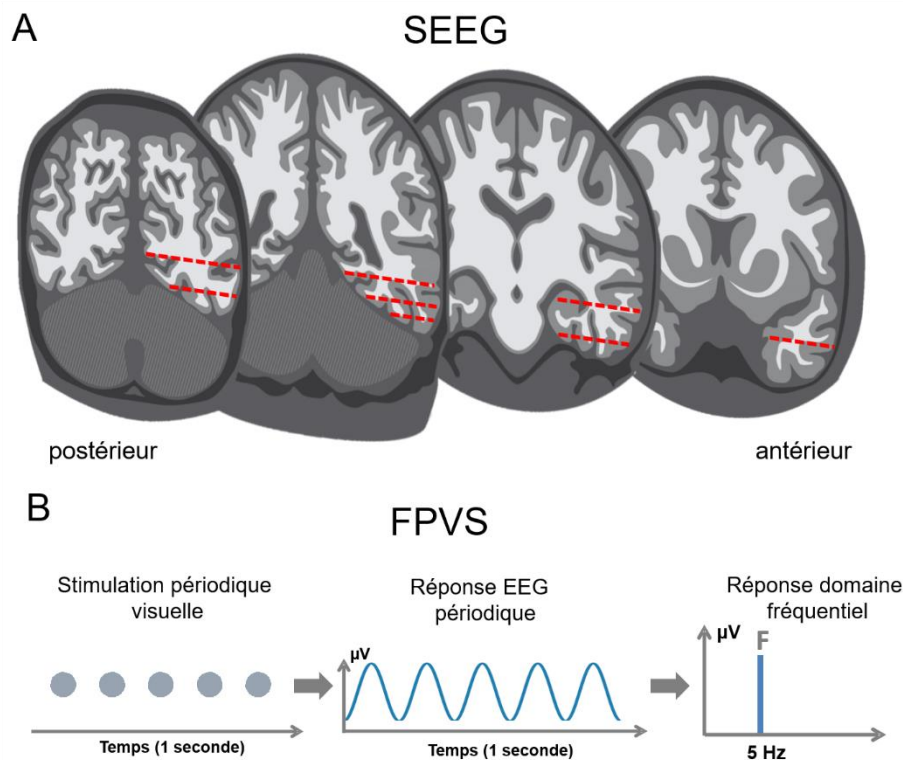 A
SEEG
postérieur
antérieur
B
FPVS
Stimulation périodique
visuelle
Réponse EEG
périodique
Réponse domaine
fréquentiel
µV
µV
F
Temps (1 seconde)
Temps (1 seconde)
5 Hz